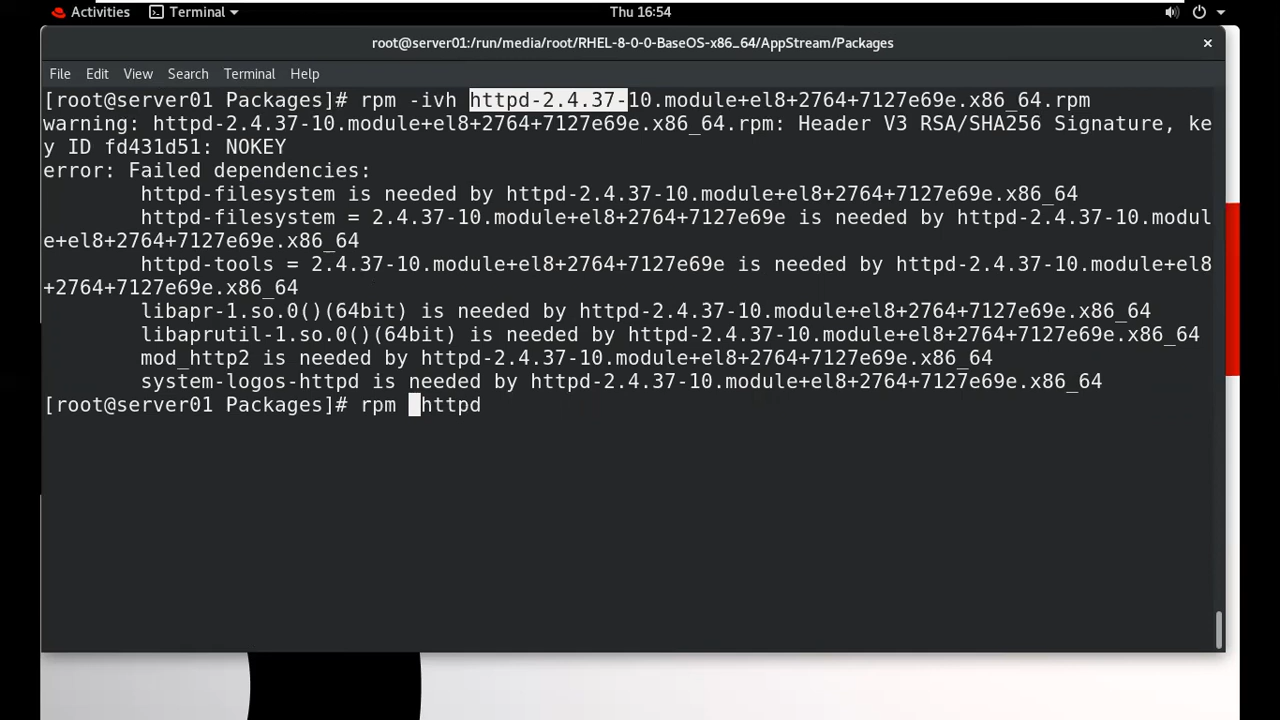 Activities Terminal Thu 16:54
root@server01:/run/media/root/RHEL-8-0-0-BaseOS-x86_64/AppStream/Packages ×
File Edit View Search Terminal Help
[root@server01 Packages]# rpm -ivh httpd-2.4.37-10.module+el8+2764+7127e69e.x86_64.rpm
warning: httpd-2.4.37-10.module+el8+2764+7127e69e.x86_64.rpm: Header V3 RSA/SHA256 Signature, ke
y ID fd431d51: NOKEY
error: Failed dependencies:
httpd-filesystem is needed by httpd-2.4.37-10.module+el8+2764+7127e69e.x86_64
httpd-filesystem = 2.4.37-10.module+el8+2764+7127e69e is needed by httpd-2.4.37-10.modul
e+el8+2764+7127e69e.x86_64
httpd-tools = 2.4.37-10.module+el8+2764+7127e69e is needed by httpd-2.4.37-10.module+el8
+2764+7127e69e.x86_64
libapr-1.so.0()(64bit) is needed by httpd-2.4.37-10.module+el8+2764+7127e69e.x86_64
libaprutil-1.so.0()(64bit) is needed by httpd-2.4.37-10.module+el8+2764+7127e69e.x86_64
mod_http2 is needed by httpd-2.4.37-10.module+el8+2764+7127e69e.x86_64
system-logos-httpd is needed by httpd-2.4.37-10.module+el8+2764+7127e69e.x86_64
[root@server01 Packages]# rpm httpd